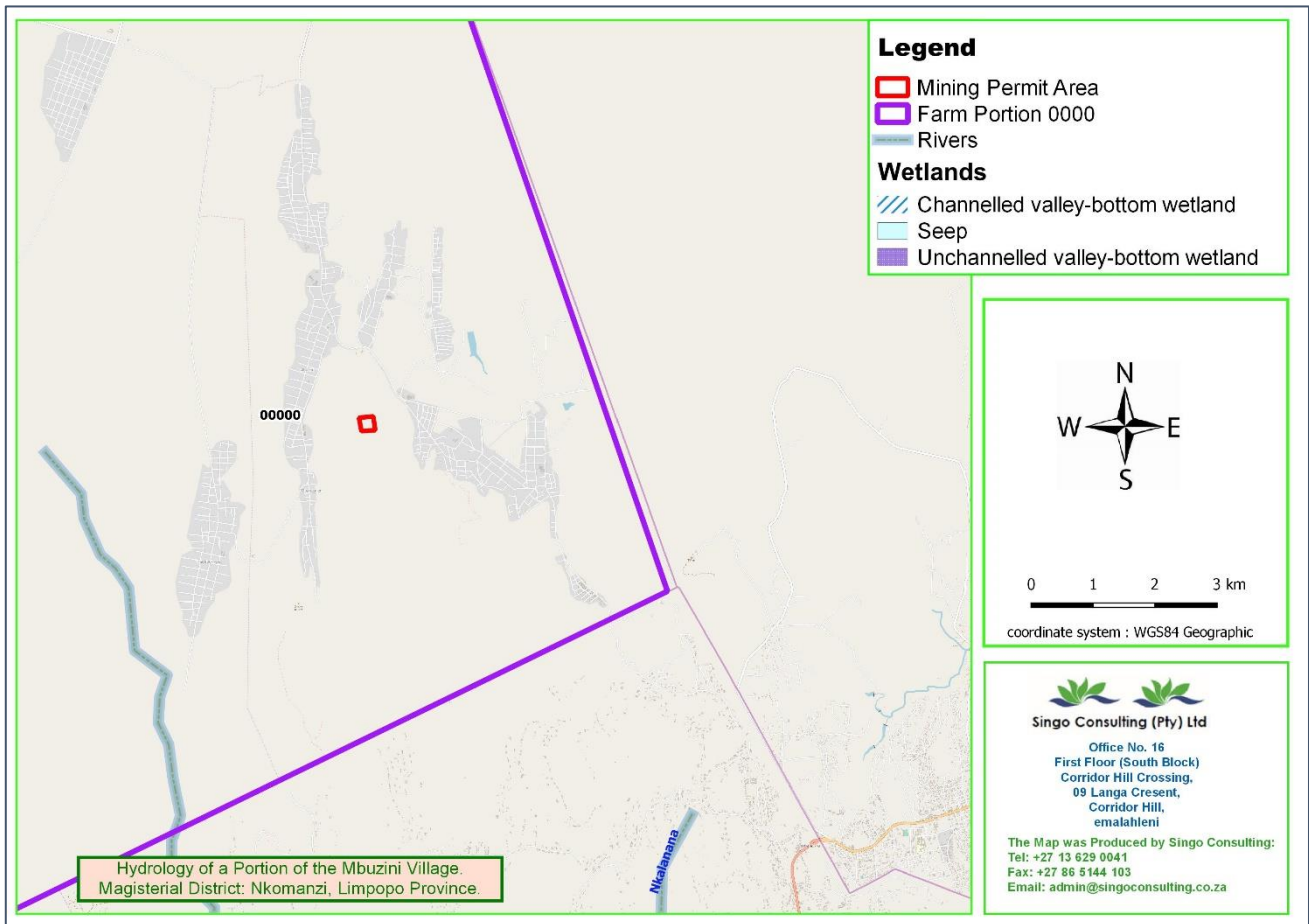 Legend
Mining Permit Area
Farm Portion 0000
Rivers
Wetlands
Channelled valley-bottom wetland
Seep
Unchannelled valley-bottom wetland
00000
N
W E
S
0 1 2 3 km
coordinate system : WGS84 Geographic
Singo Consulting (Pty) Ltd
Office No. 16
First Floor (South Block)
Corridor Hill Crossing,
09 Langa Cresent,
Corridor Hill,
emalahleni
The Map was Produced by Singo Consulting:
Tel: +27 13 629 0041
Fax: +27 86 5144 103
Email: admin@singoconsulting.co.za
Nkalanana
Hydrology of a Portion of the Mbuzini Village.
Magisterial District: Nkomanzi, Limpopo Province.